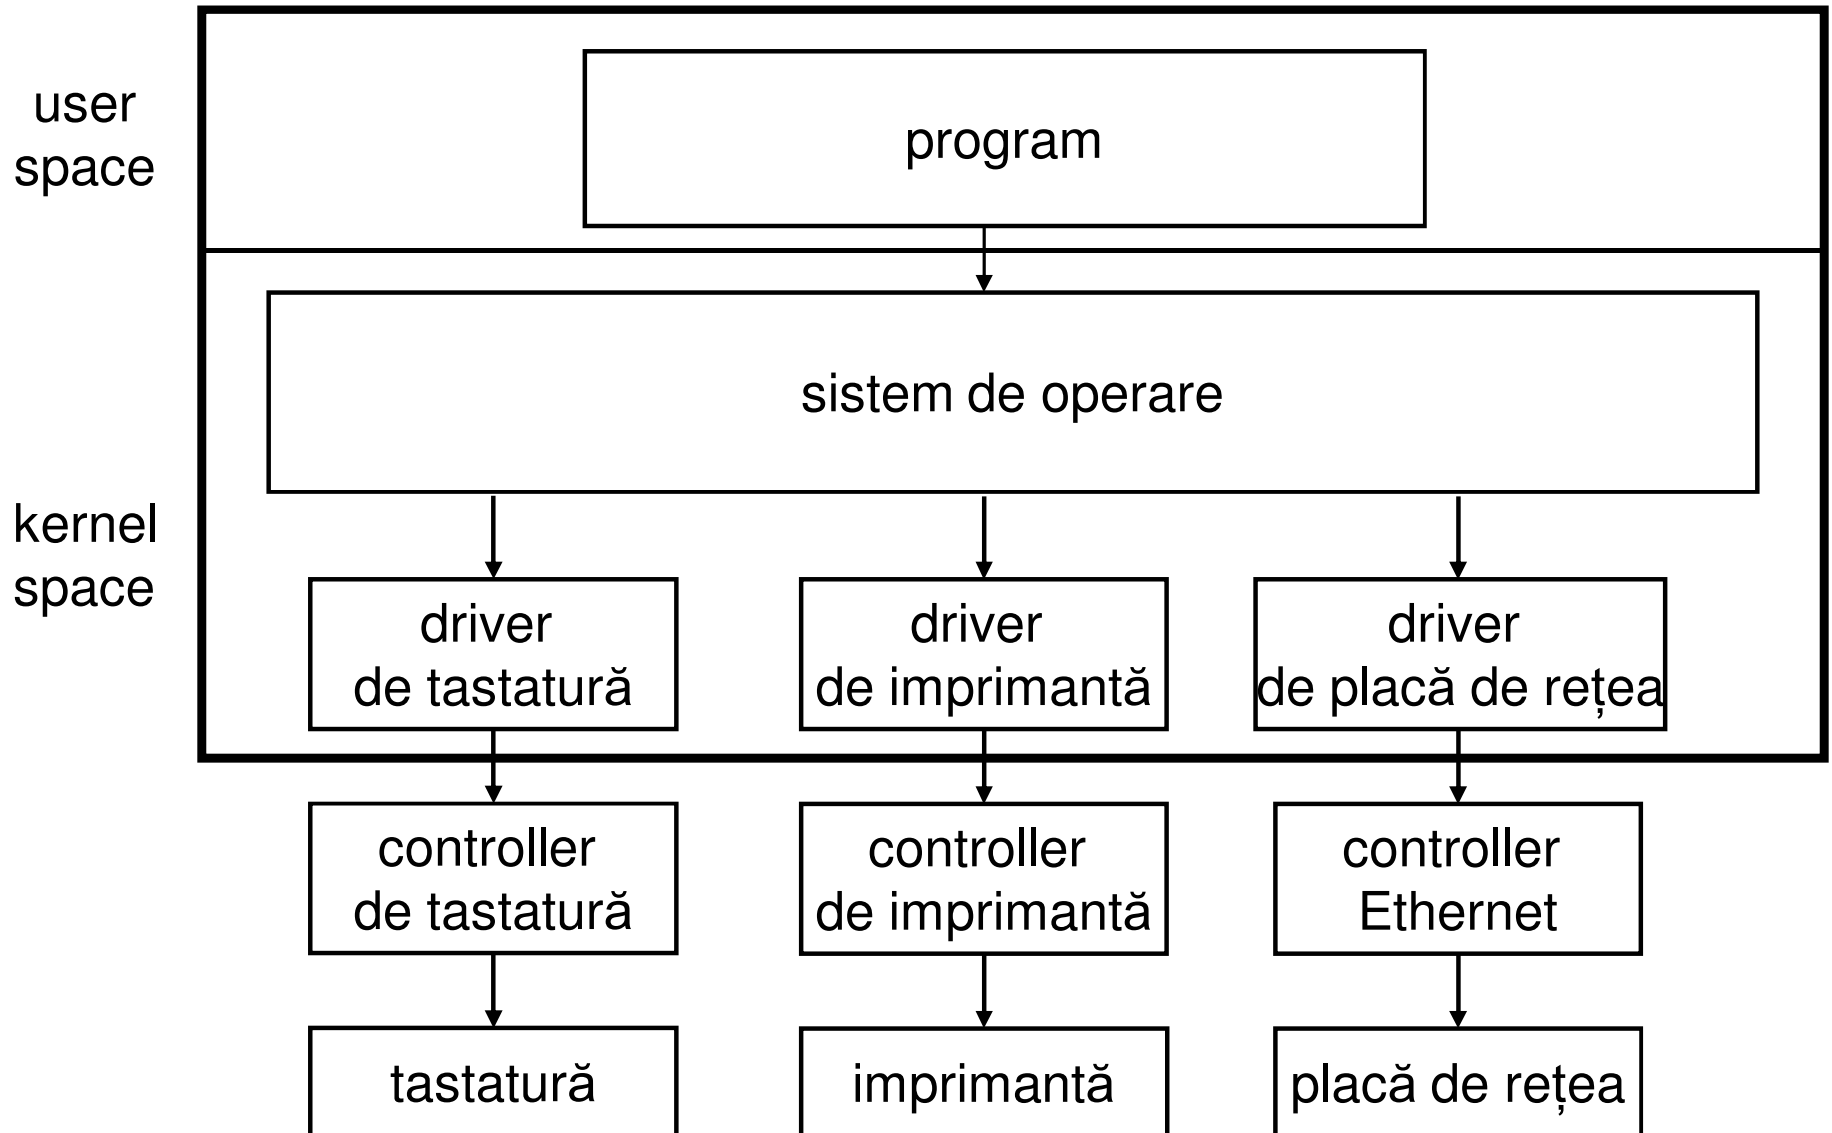 user
space
program
sistem de operare
kernel
space
driver
de tastatură
driver
de imprimantă
driver
de placă de rețea
controller
de tastatură
controller
de imprimantă
controller
Ethernet
tastatură
imprimantă
placă de rețea